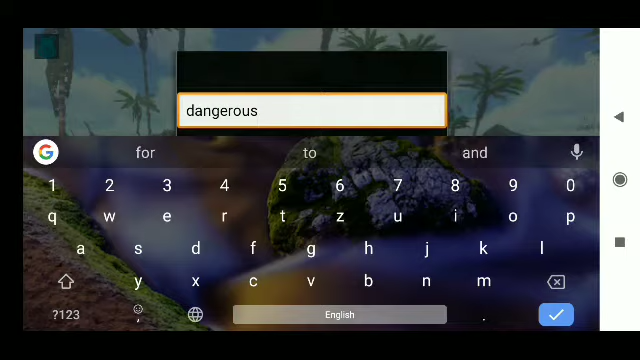 dangerous
for to and
1 2 3 4 5 6 7 8 9 0
q w e r t z u i o p
a s d f g h j k l
y x c v b n m
?123 , English .